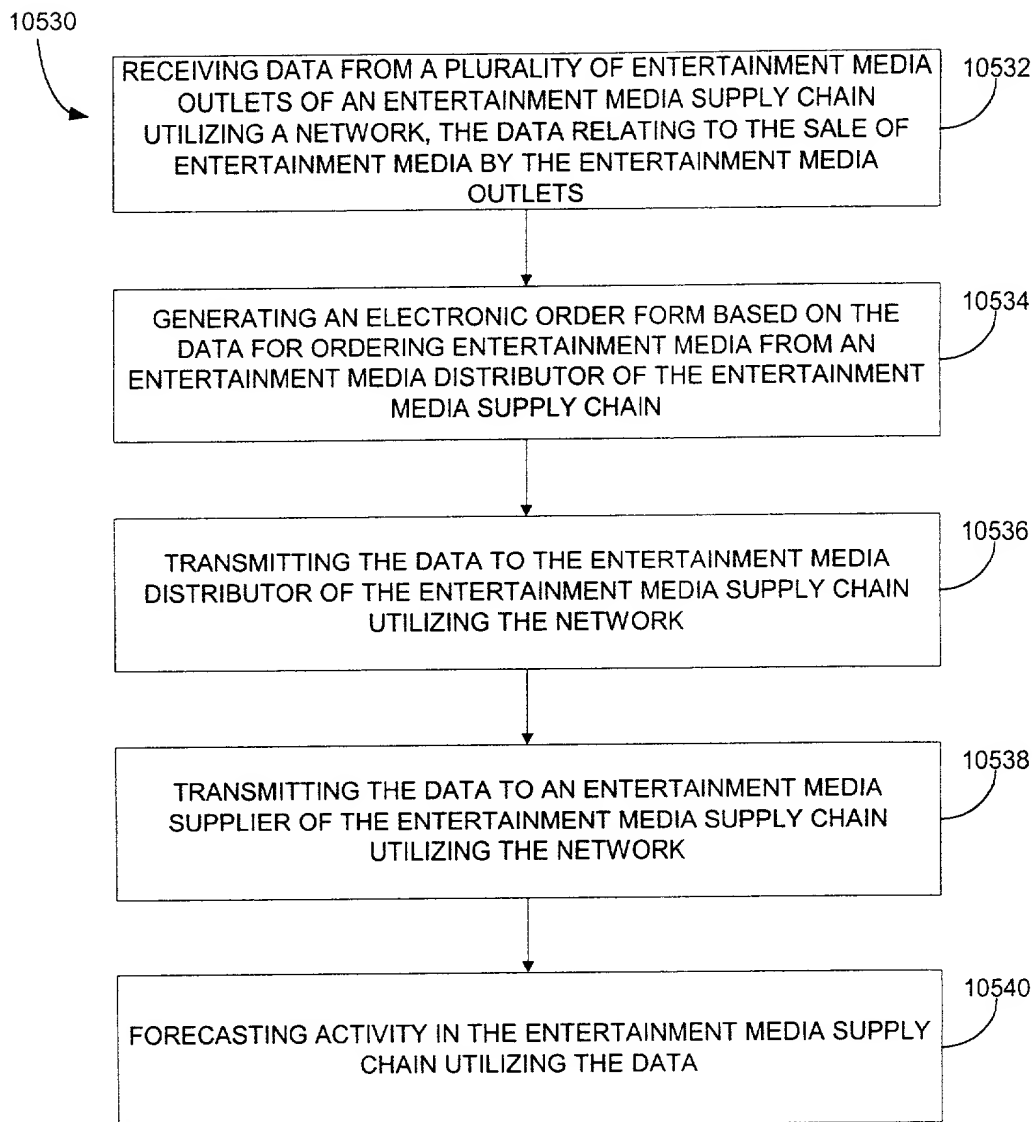 10530
RECEIVING DATA FROM A PLURALITY OF ENTERTAINMENT MEDIA
OUTLETS OF AN ENTERTAINMENT MEDIA SUPPLY CHAIN
UTILIZING A NETWORK, THE DATA RELATING TO THE SALE OF
ENTERTAINMENT MEDIA BY THE ENTERTAINMENT MEDIA
OUTLETS
10532
GENERATING AN ELECTRONIC ORDER FORM BASED ON THE
DATA FOR ORDERING ENTERTAINMENT MEDIA FROM AN
ENTERTAINMENT MEDIA DISTRIBUTOR OF THE ENTERTAINMENT
MEDIA SUPPLY CHAIN
10534
TRANSMITTING THE DATA TO THE ENTERTAINMENT MEDIA
DISTRIBUTOR OF THE ENTERTAINMENT MEDIA SUPPLY CHAIN
UTILIZING THE NETWORK
10536
TRANSMITTING THE DATA TO AN ENTERTAINMENT MEDIA
SUPPLIER OF THE ENTERTAINMENT MEDIA SUPPLY CHAIN
UTILIZING THE NETWORK
10538
FORECASTING ACTIVITY IN THE ENTERTAINMENT MEDIA SUPPLY
CHAIN UTILIZING THE DATA
10540